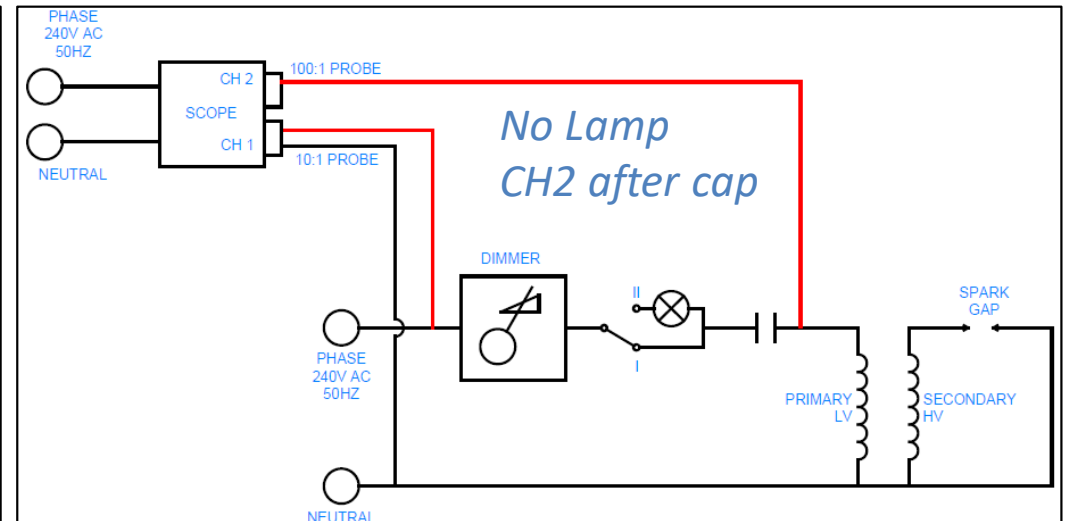 PHASE
240V AC
50HZ
CH 2
100:1 PROBE
SCOPE
CH 1
10:1 PROBE
NEUTRAL
No Lamp
CH2 after cap
DIMMER
II
I
SPARK
GAP
PHASE
240V AC
50HZ
PRIMARY
LV
SECONDARY
HV
NEUTRAL